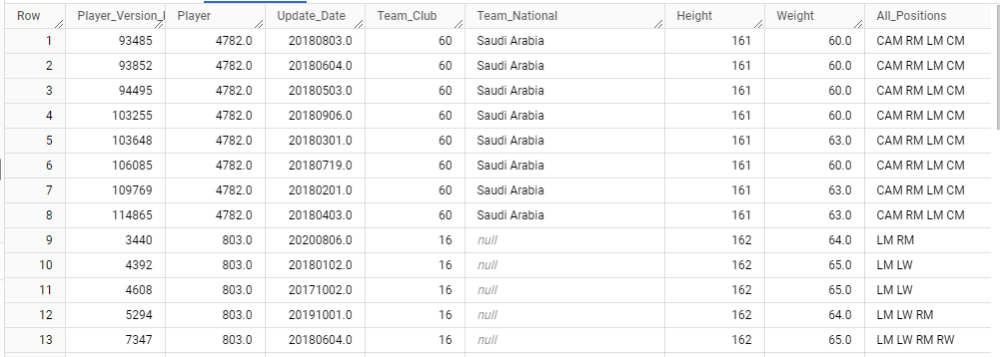 Row Player_Version_I Player Update_Date Team_Club Team_National Height Weight All_Positions
1 93485 4782.0 20180803.0 60 Saudi Arabia 161 60.0 CAM RM LM CM
2 93852 4782.0 20180604.0 60 Saudi Arabia 161 60.0 CAM RM LM CM
3 94495 4782.0 20180503.0 60 Saudi Arabia 161 60.0 CAM RM LM CM
4 103255 4782.0 20180906.0 60 Saudi Arabia 161 60.0 CAM RM LM CM
5 103648 4782.0 20180301.0 60 Saudi Arabia 161 63.0 CAM RM LM CM
6 106085 4782.0 20180719.0 60 Saudi Arabia 161 60.0 CAM RM LM CM
7 109769 4782.0 20180201.0 60 Saudi Arabia 161 63.0 CAM RM LM CM
8 114865 4782.0 20180403.0 60 Saudi Arabia 161 63.0 CAM RM LM CM
9 3440 803.0 20200806.0 16 null 162 64.0 LM RM
10 4392 803.0 20180102.0 16 null 162 65.0 LM LW
11 4608 803.0 20171002.0 16 null 162 65.0 LM LW
12 5294 803.0 20191001.0 16 null 162 64.0 LM LW RM
13 7347 803.0 20180604.0 16 null 162 65.0 LM LW RM RW